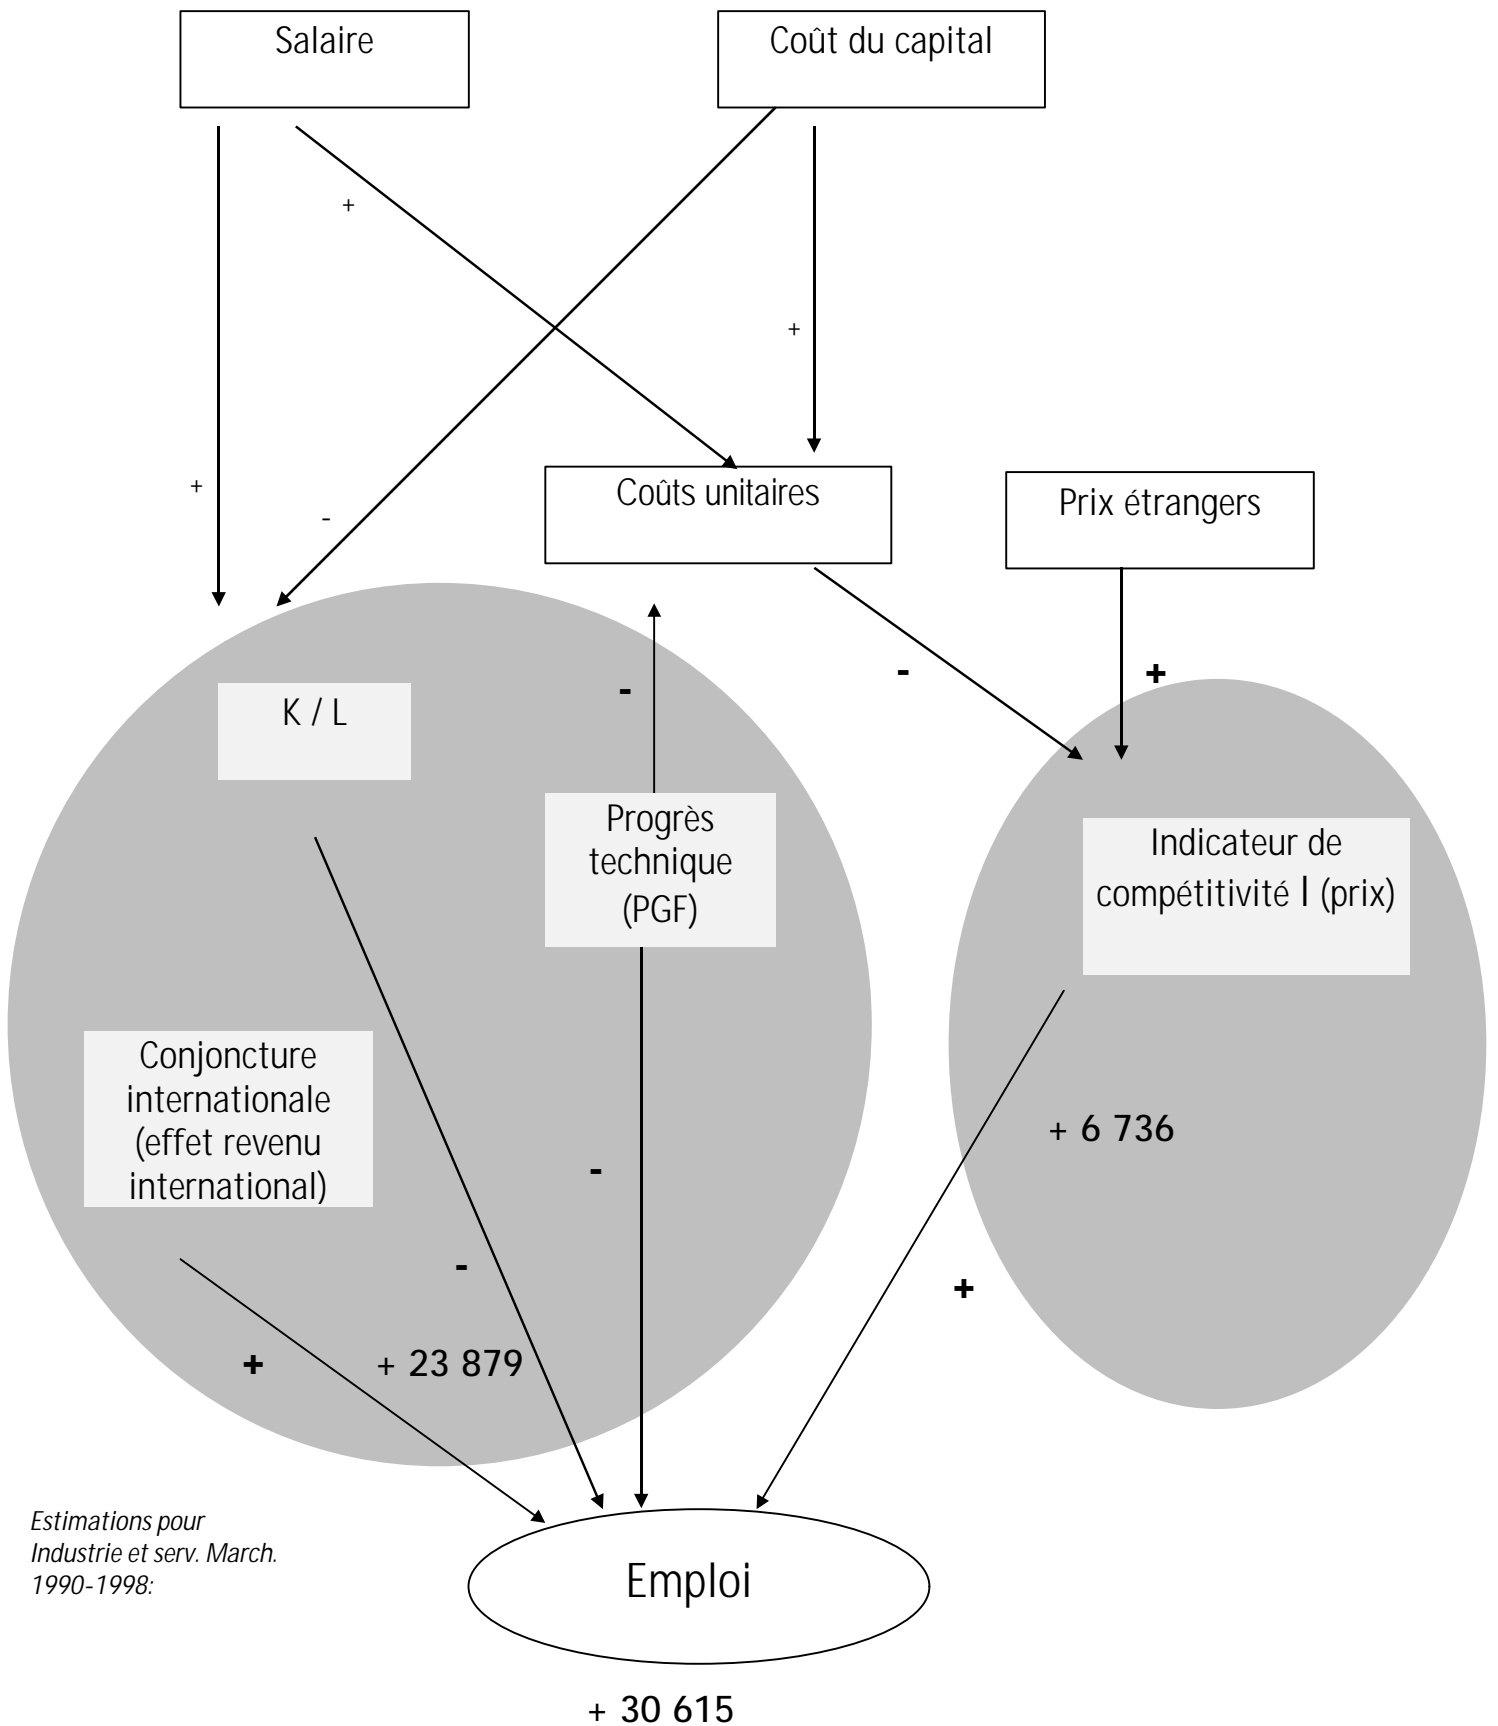 Salaire
Coût du capital
+
+
+
-
Coûts unitaires
Prix étrangers
-
+
-
K / L
Progrès
technique
(PGF)
Indicateur de
compétitivité I (prix)
Conjoncture
internationale
(effet revenu
international)
+ 6 736
-
-
+
+
+ 23 879
Estimations pour
Industrie et serv. March.
1990-1998:
Emploi
+ 30 615